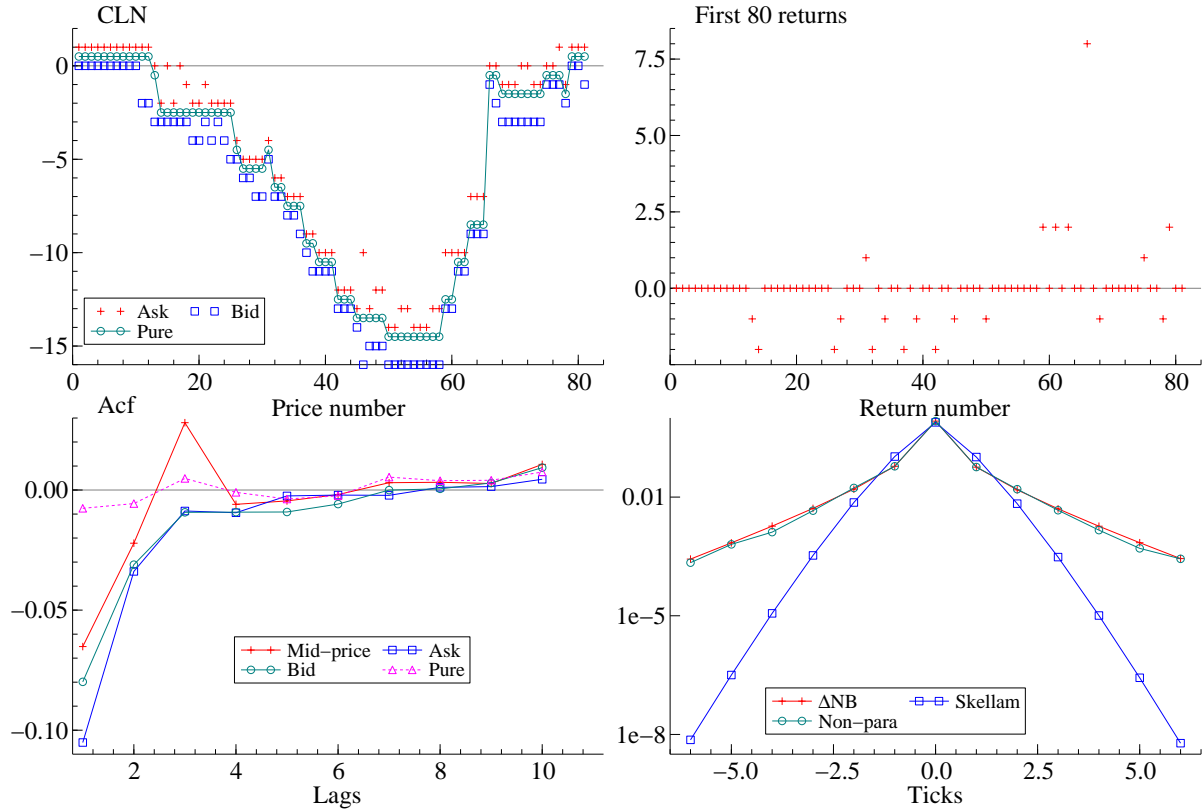 CLN
0
−5
−10
−15
Ask
Bid
Pure
0
20
40
60
80
Price number
First 80 returns
7.5
5.0
2.5
0.0
0
20
40
60
80
Return number
Acf
0.00
−0.05
−0.10
Mid−price
Ask
Bid
Pure
2
4
6
8
10
Lags
0.01
1e−5
1e−8
ΔNB
Skellam
Non−para
−5.0
−2.5
0.0
2.5
5.0
Ticks